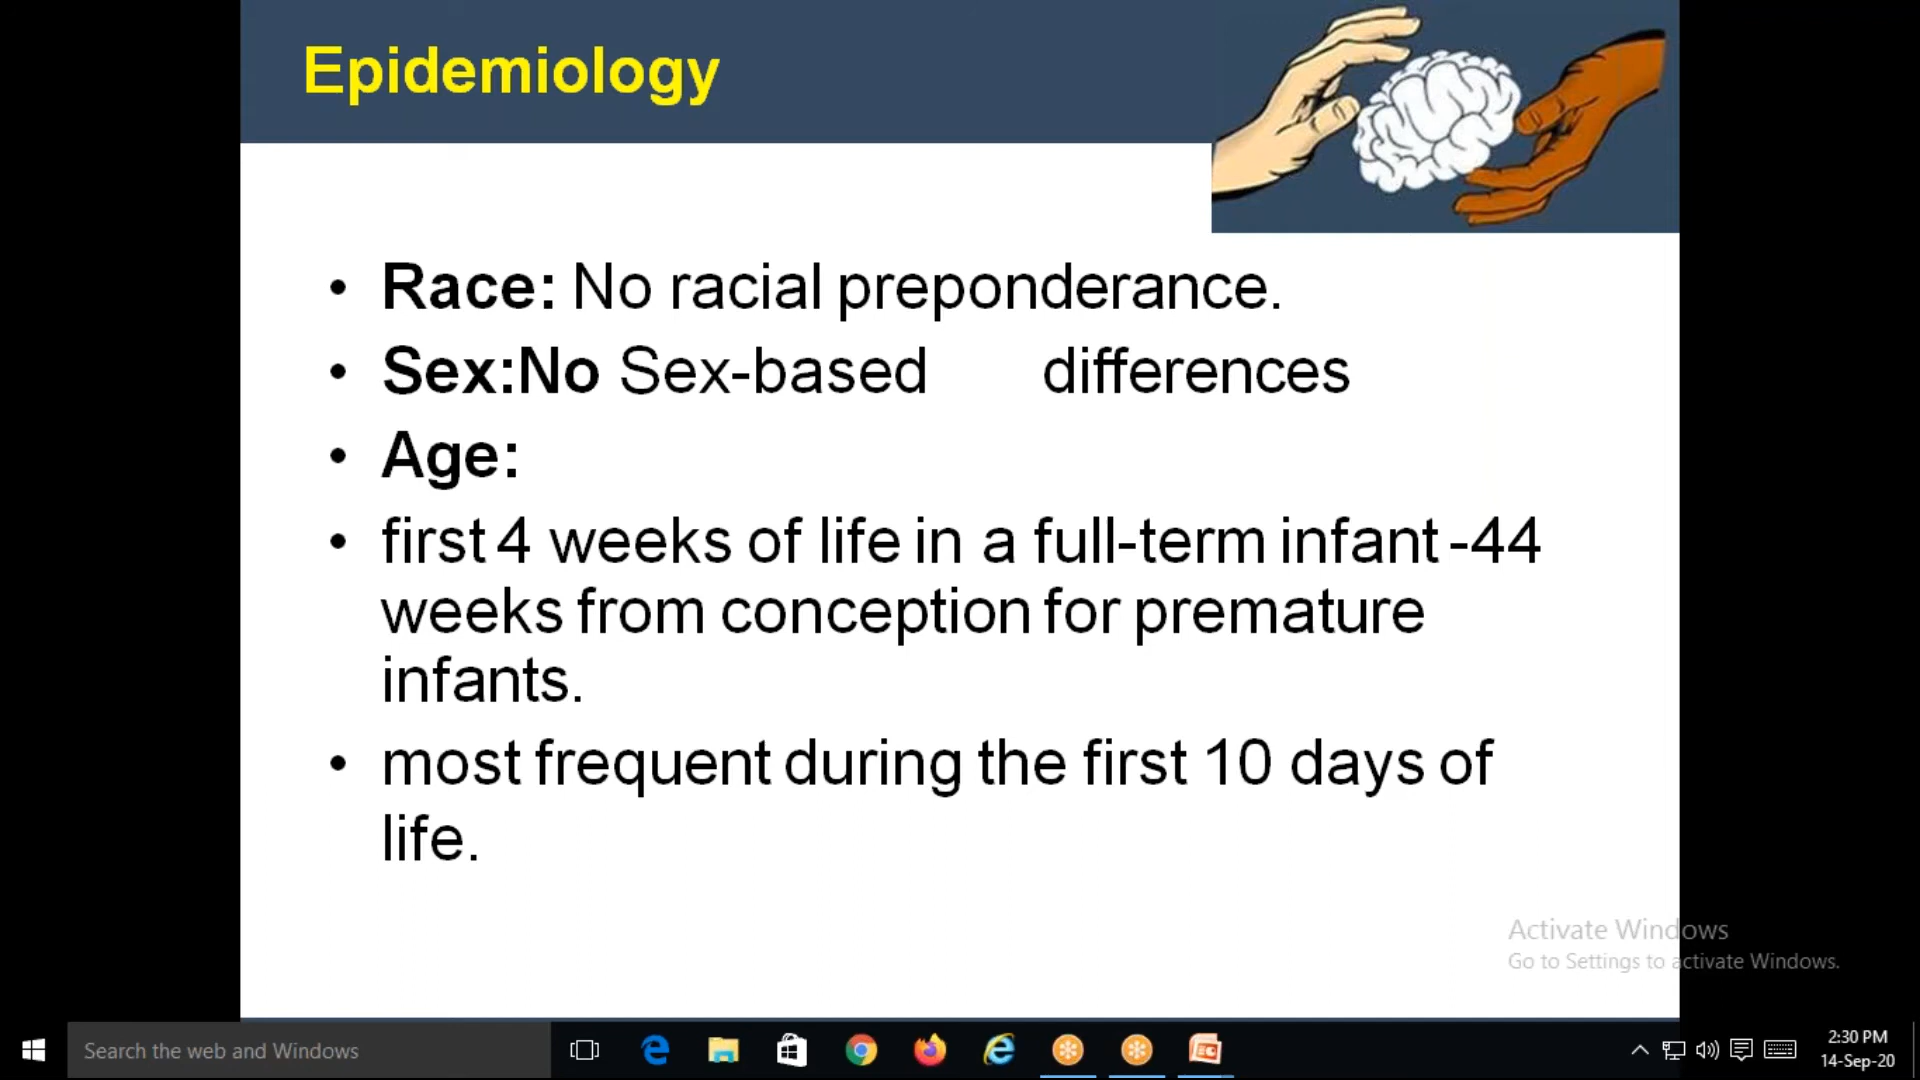 Epidemiology
• Race: No racial preponderance.
• Sex:No Sex-based differences
• Age:
• first 4 weeks of life in a full-term infant -44
weeks from conception for premature
infants.
• most frequent during the first 10 days of
life.
Activate Windows
Go to Settings to activate Windows.
Search the web and Windows
2:30 PM
14-Sep-20